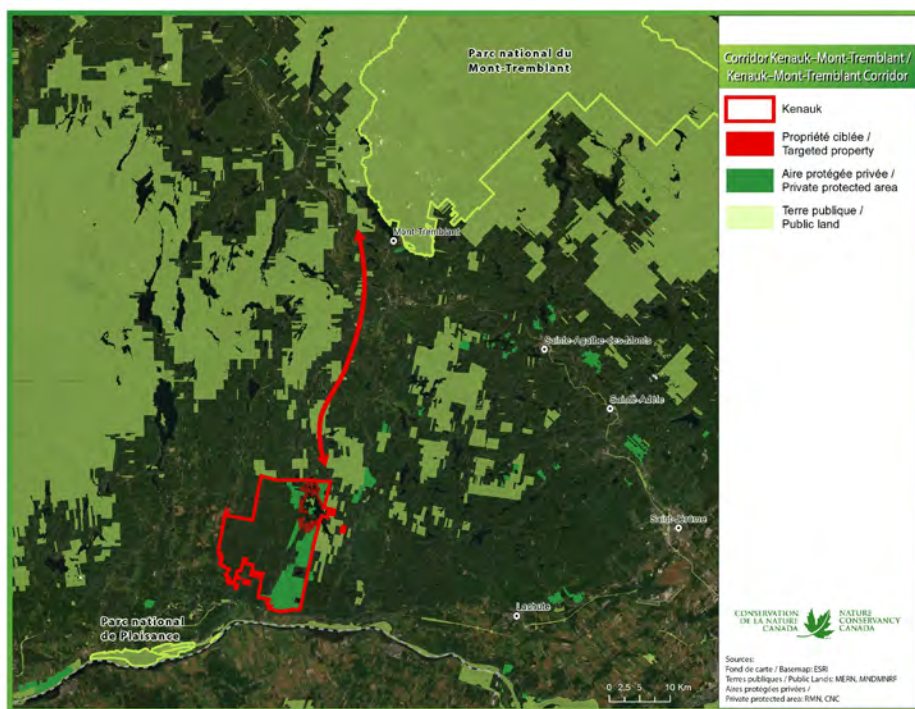 Parc national du
Mont-Tremblant
Mont-Tremblant
Sainte-Agathe-des-Monts
Sainte-Adèle
Saint-Jérôme
Lachute
Parc national
de Plaisance
0 2.5 5 10 Km
Corridor Kenauk–Mont-Tremblant /
Kenauk–Mont-Tremblant Corridor
Kenauk
Propriété ciblée /
Targeted property
Aire protégée privée /
Private protected area
Terre publique /
Public land
CONSERVATION DE LA NATURE CANADA
NATURE CONSERVANCY CANADA
Sources:
Fond de carte / Basemap: ESRI
Terres publiques / Public Lands: MERN, MNDMNRF
Aires protégées privées /
Private protected area: RMN, CNC